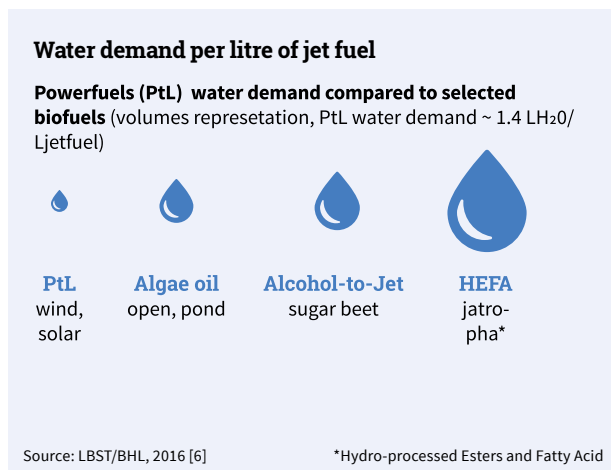 Water demand per litre of jet fuel
Powerfuels (PtL) water demand compared to selected
biofuels (volumes represetation, PtL water demand ~ 1.4 LH₂0/
Ljetfuel)
PtL
wind,
solar
Algae oil
open, pond
Alcohol-to-Jet
sugar beet
HEFA
jatro-
pha*
Source: LBST/BHL, 2016 [6]
*Hydro-processed Esters and Fatty Acid